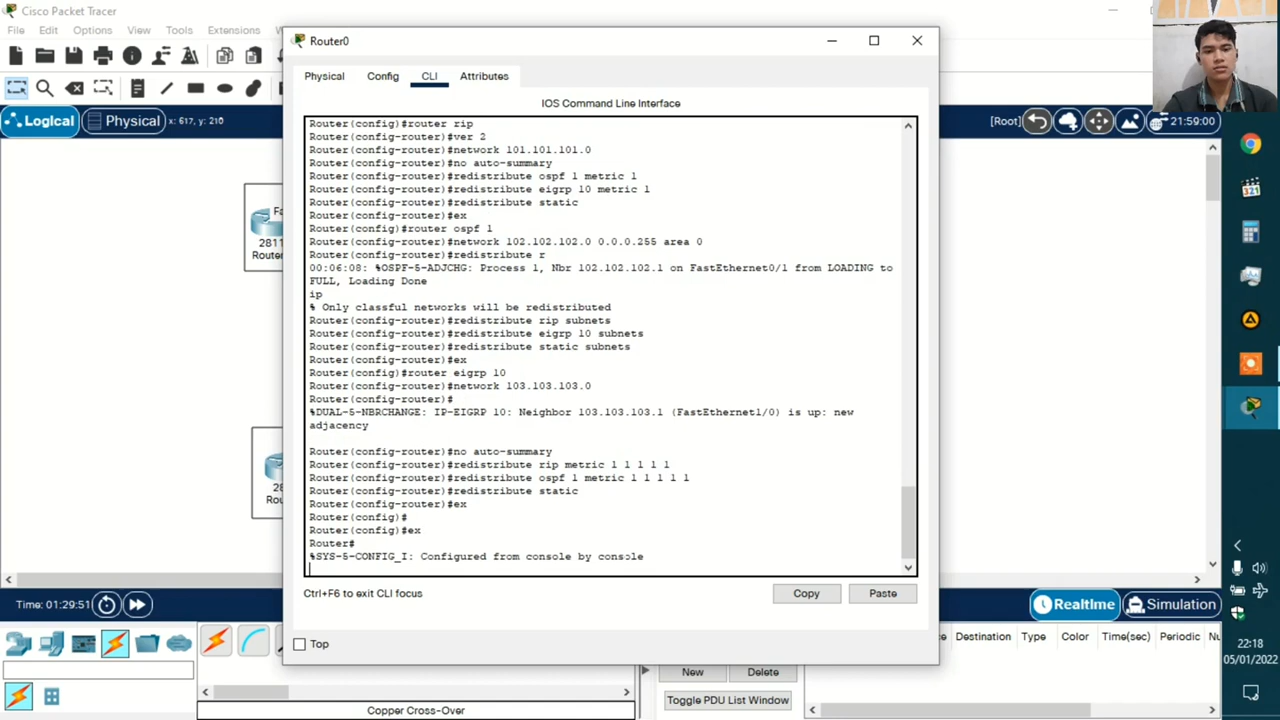 Cisco Packet Tracer
File Edit Options View Tools Extensions
Logical Physical x: 617, y: 210
[Root] 21:59:00
Fa
2811
Router
28
Rou
Router0
Physical Config CLI Attributes
IOS Command Line Interface
Router(config)#router rip
Router(config-router)#ver 2
Router(config-router)#network 101.101.101.0
Router(config-router)#no auto-summary
Router(config-router)#redistribute ospf 1 metric 1
Router(config-router)#redistribute eigrp 10 metric 1
Router(config-router)#redistribute static
Router(config-router)#ex
Router(config)#router ospf 1
Router(config-router)#network 102.102.102.0 0.0.0.255 area 0
Router(config-router)#redistribute r
00:06:08: %OSPF-5-ADJCHG: Process 1, Nbr 102.102.102.1 on FastEthernet0/1 from LOADING to
FULL, Loading Done
ip
% Only classful networks will be redistributed
Router(config-router)#redistribute rip subnets
Router(config-router)#redistribute eigrp 10 subnets
Router(config-router)#redistribute static subnets
Router(config-router)#ex
Router(config)#router eigrp 10
Router(config-router)#network 103.103.103.0
Router(config-router)#
%DUAL-5-NBRCHANGE: IP-EIGRP 10: Neighbor 103.103.103.1 (FastEthernet1/0) is up: new
adjacency
Router(config-router)#no auto-summary
Router(config-router)#redistribute rip metric 1 1 1 1 1
Router(config-router)#redistribute ospf 1 metric 1 1 1 1 1
Router(config-router)#redistribute static
Router(config-router)#ex
Router(config)#
Router(config)#ex
Router#
%SYS-5-CONFIG_I: Configured from console by console
Ctrl+F6 to exit CLI focus
Copy Paste
Top
Time: 01:29:51
Realtime Simulation
e Destination Type Color Time(sec) Periodic Nu
New Delete
Toggle PDU List Window
Copper Cross-Over
321
22:18
05/01/2022